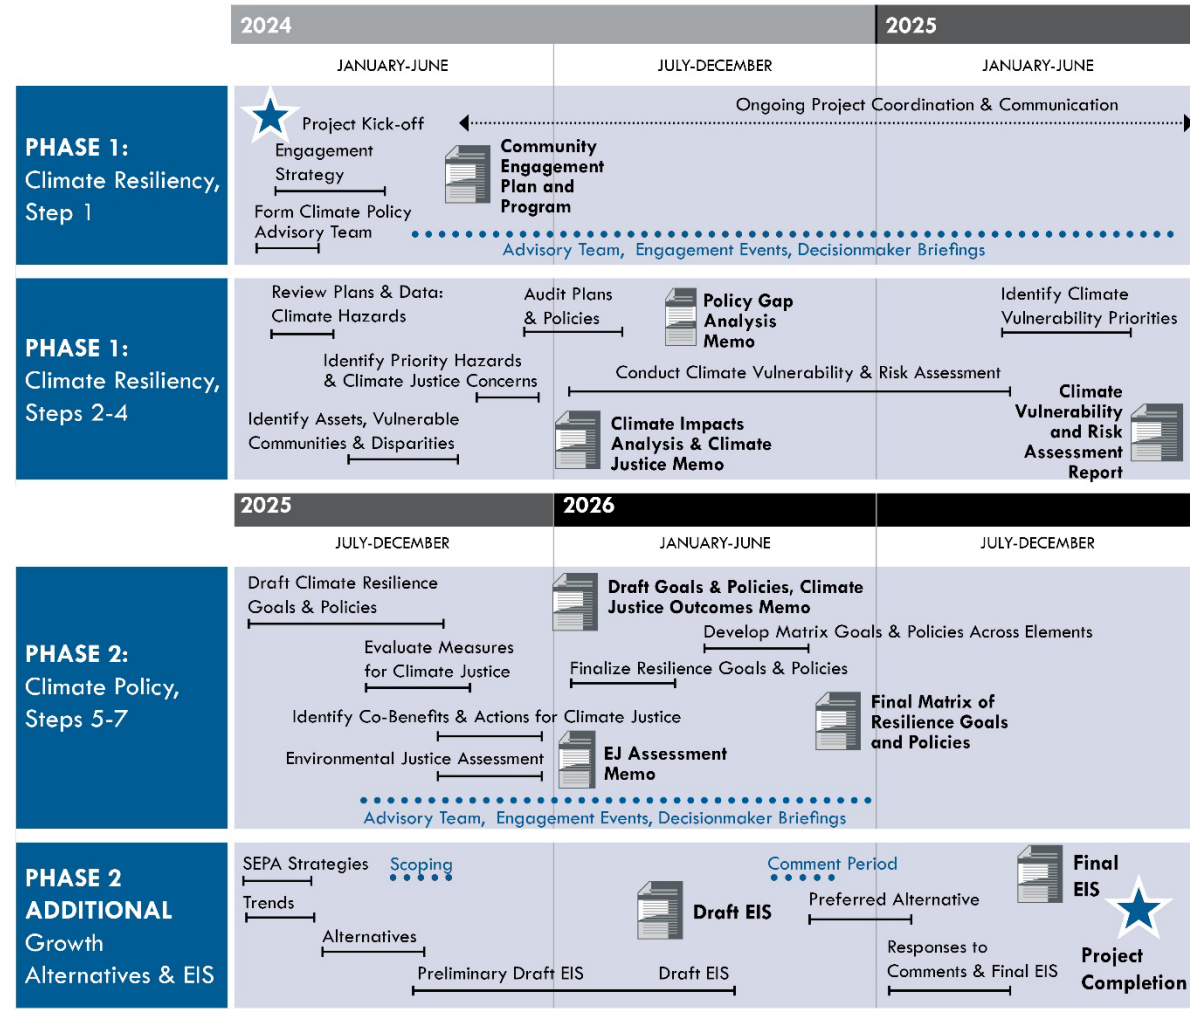 2024
2025
JANUARY-JUNE
JULY-DECEMBER
JANUARY-JUNE
PHASE 1:
Climate Resiliency,
Step 1
Project Kick-off
Ongoing Project Coordination & Communication
Engagement
Strategy
Community
Engagement
Plan and
Program
Form Climate Policy
Advisory Team
Advisory Team, Engagement Events, Decisionmaker Briefings
PHASE 1:
Climate Resiliency,
Steps 2-4
Review Plans & Data:
Climate Hazards
Audit Plans
& Policies
Policy Gap
Analysis
Memo
Identify Climate
Vulnerability Priorities
Identify Priority Hazards
& Climate Justice Concerns
Conduct Climate Vulnerability & Risk Assessment
Identify Assets, Vulnerable
Communities & Disparities
Climate Impacts
Analysis & Climate
Justice Memo
Climate
Vulnerability
and Risk
Assessment
Report
2025
2026
JULY-DECEMBER
JANUARY-JUNE
JULY-DECEMBER
PHASE 2:
Climate Policy,
Steps 5-7
Draft Climate Resilience
Goals & Policies
Draft Goals & Policies, Climate
Justice Outcomes Memo
Develop Matrix Goals & Policies Across Elements
Evaluate Measures
for Climate Justice
Finalize Resilience Goals & Policies
Identify Co-Benefits & Actions for Climate Justice
Final Matrix of
Resilience Goals
and Policies
Environmental Justice Assessment
EJ Assessment
Memo
Advisory Team, Engagement Events, Decisionmaker Briefings
PHASE 2
ADDITIONAL
Growth
Alternatives & EIS
SEPA Strategies
Scoping
Comment Period
Final
EIS
Trends
Draft EIS
Preferred Alternative
Alternatives
Preliminary Draft EIS
Draft EIS
Responses to
Comments & Final EIS
Project
Completion